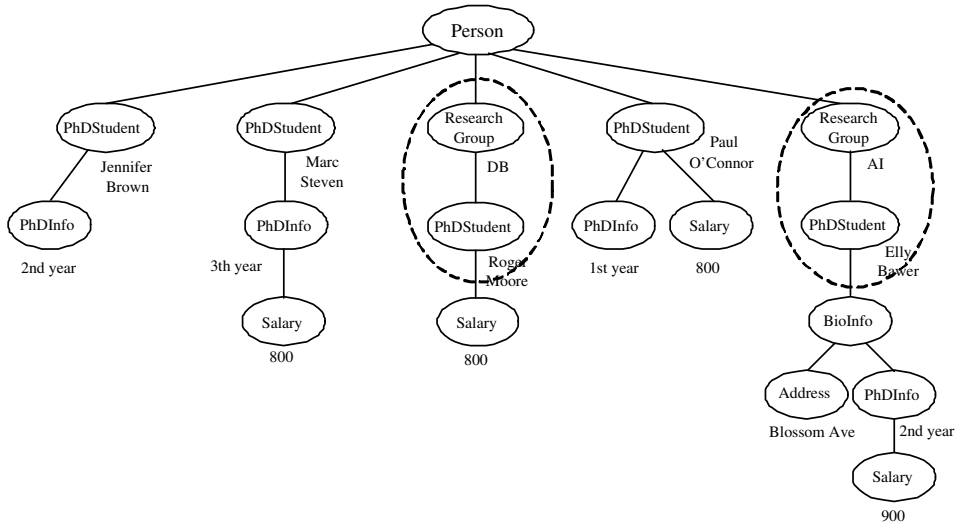 Person
PhDStudent
PhDStudent
Research
Group
PhDStudent
Research
Group
Jennifer
Brown
Marc
Steven
DB
Paul
O'Connor
AI
PhDInfo
PhDInfo
PhDStudent
PhDInfo
Salary
PhDStudent
2nd year
3th year
Roger
Moore
1st year
800
Elly
Bawer
Salary
800
Salary
800
BioInfo
Address
PhDInfo
Blossom Ave
2nd year
Salary
900